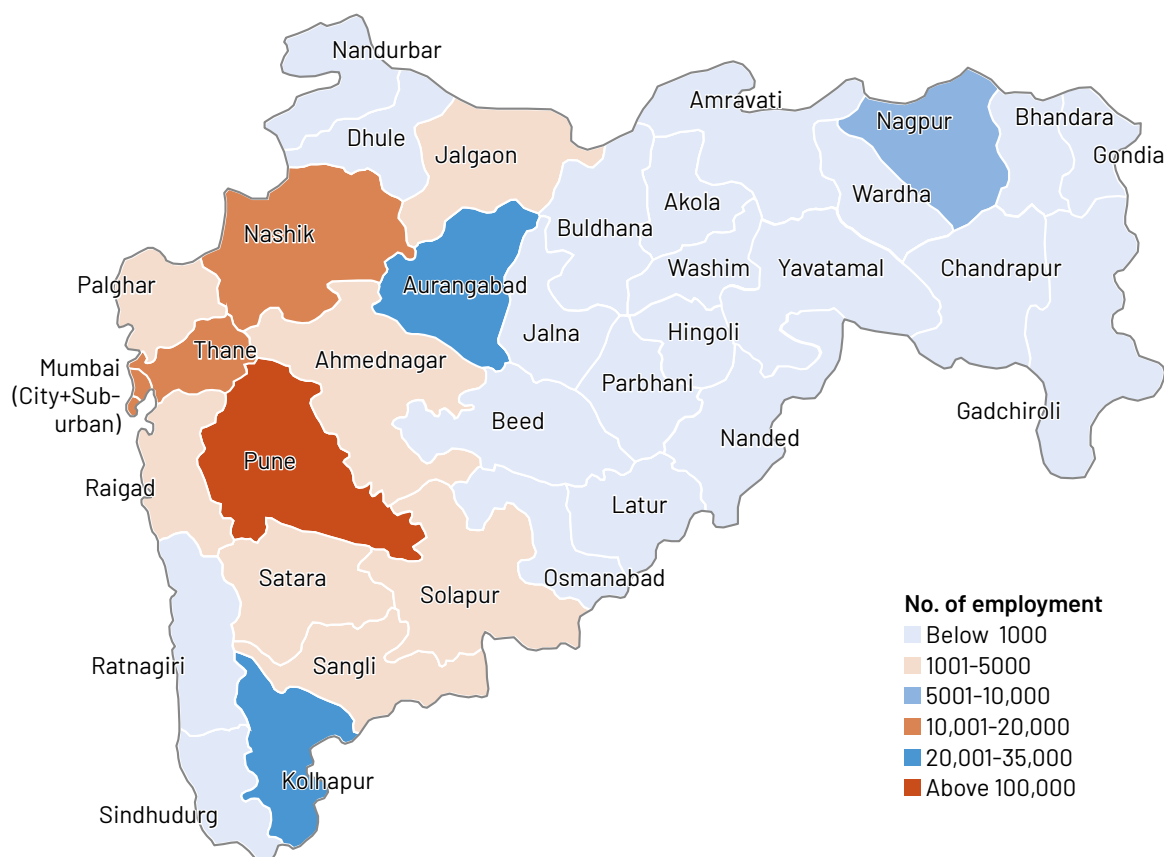 Nandurbar
Amravati
Nagpur
Bhandara
Dhule
Jalgaon
Gondia
Wardha
Akola
Nashik
Buldhana
Washim
Yavatamal
Chandrapur
Palghar
Aurangabad
Jalna
Hingoli
Thane
Ahmednagar
Mumbai
(City+Sub-
urban)
Parbhani
Gadchiroli
Beed
Nanded
Pune
Raigad
Latur
Satara
Osmanabad
Solapur
Ratnagiri
Sangli
Kolhapur
Sindhudurg
No. of employment
Below 1000
1001-5000
5001-10,000
10,001-20,000
20,001-35,000
Above 100,000